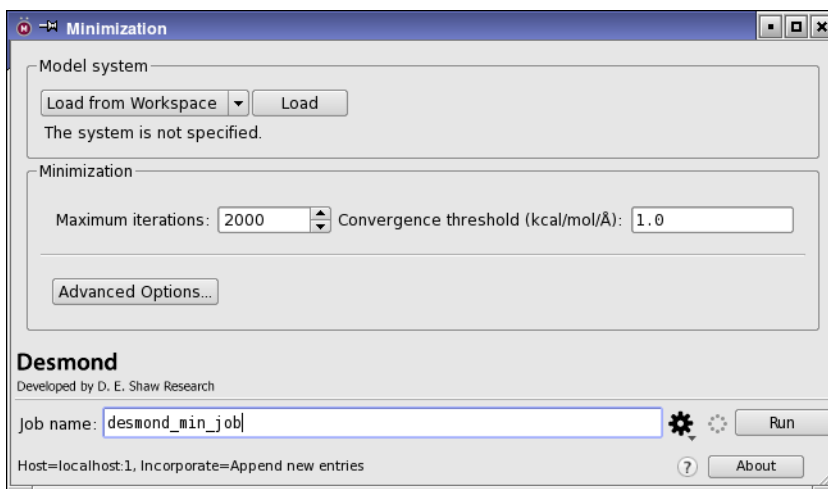 Minimization
Model system
Load from Workspace Load
The system is not specified.
Minimization
Maximum iterations: 2000 Convergence threshold (kcal/mol/Å): 1.0
Advanced Options...
Desmond
Developed by D. E. Shaw Research
Job name: desmond_min_job Run
Host=localhost:1, Incorporate=Append new entries ? About